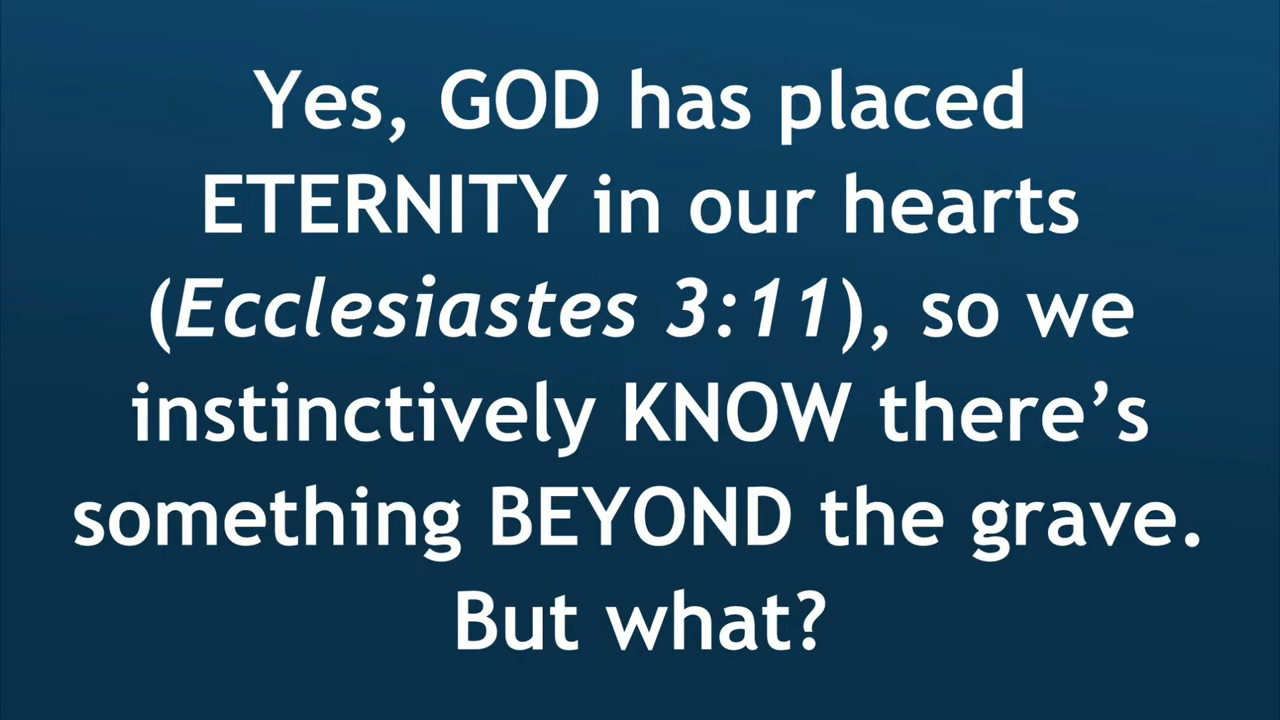 Yes, GOD has placed
ETERNITY in our hearts
(Ecclesiastes 3:11), so we
instinctively KNOW there’s
something BEYOND the grave.
But what?